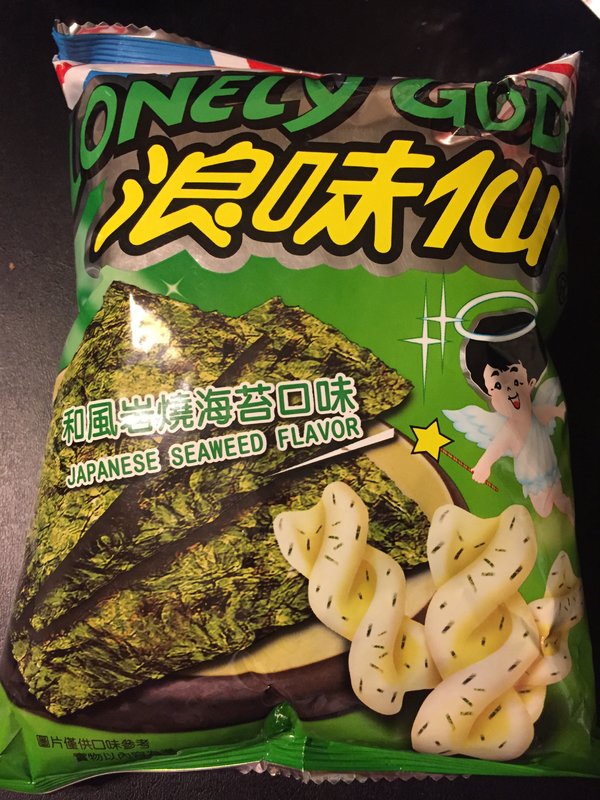 LONELY GOD
浪味仙
和風岩燒海苔口味
JAPANESE SEAWEED FLAVOR
圖片僅供口味參考